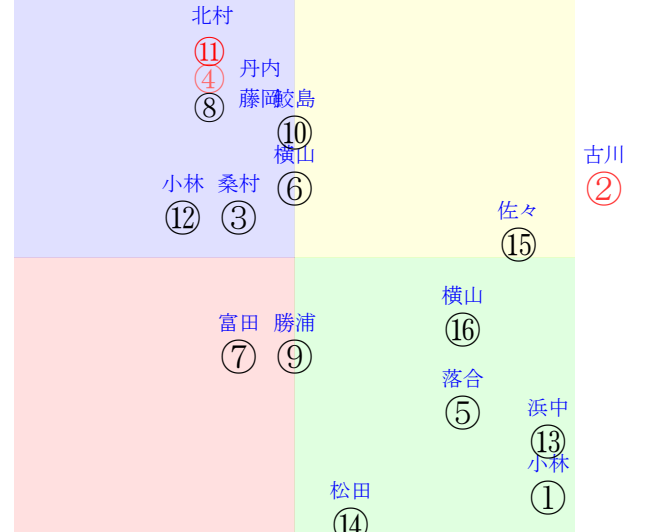 北村
⑪
④
丹内
⑧
藤岡
鮫島
⑩
横山
⑥
古川
②
小林
⑫
桑村
③
佐々
⑮
横山
⑯
富田
⑦
勝浦
⑨
落合
⑤
浜中
⑬
小林
①
松田
⑭